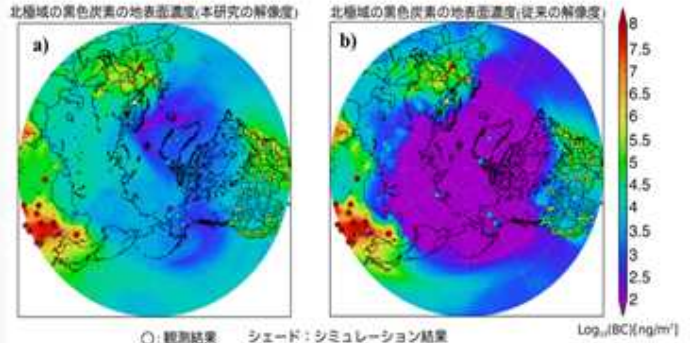 北極域の黒色炭素の地表面濃度(本研究の解像度)
北極域の黒色炭素の地表面濃度(従来の解像度)
a)
b)
8
7.5
7
6.5
6
5.5
5
4.5
4
3.5
3
2.5
2
○: 観測結果 シェード：シミュレーション結果
Log₁₀(BC)[ng/m³]